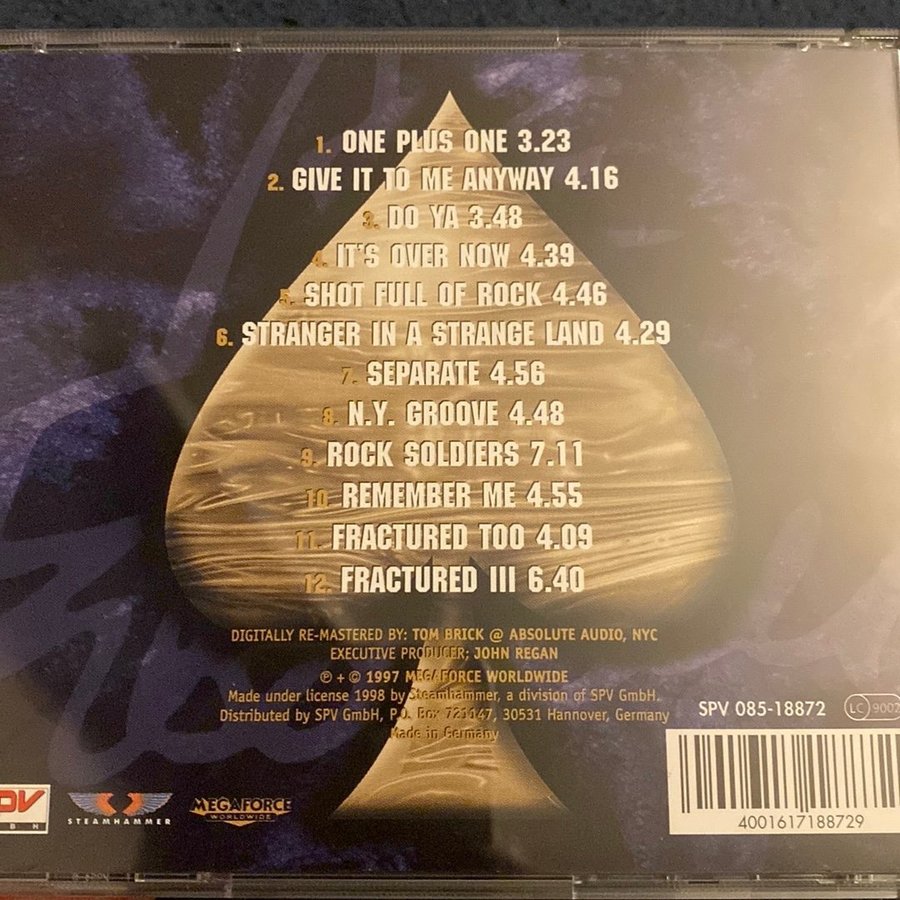 1. ONE PLUS ONE 3.23
2. GIVE IT TO ME ANYWAY 4.16
3. DO YA 3.48
4. IT'S OVER NOW 4.39
5. SHOT FULL OF ROCK 4.46
6. STRANGER IN A STRANGE LAND 4.29
7. SEPARATE 4.56
8. N.Y. GROOVE 4.48
9. ROCK SOLDIERS 7.11
10. REMEMBER ME 4.55
11. FRACTURED TOO 4.09
12. FRACTURED III 6.40
DIGITALLY RE-MASTERED BY: TOM BRICK @ ABSOLUTE AUDIO, NYC
EXECUTIVE PRODUCER; JOHN REGAN
℗ + © 1997 MEGAFORCE WORLDWIDE
Made under license 1998 by Steamhammer, a division of SPV GmbH.
Distributed by SPV GmbH, P.O. Box 721147, 30531 Hannover, Germany
Made in Germany
SPV 085-18872 LC 9002
STEAMHAMMER
MEGAFORCE
WORLDWIDE
4001617188729